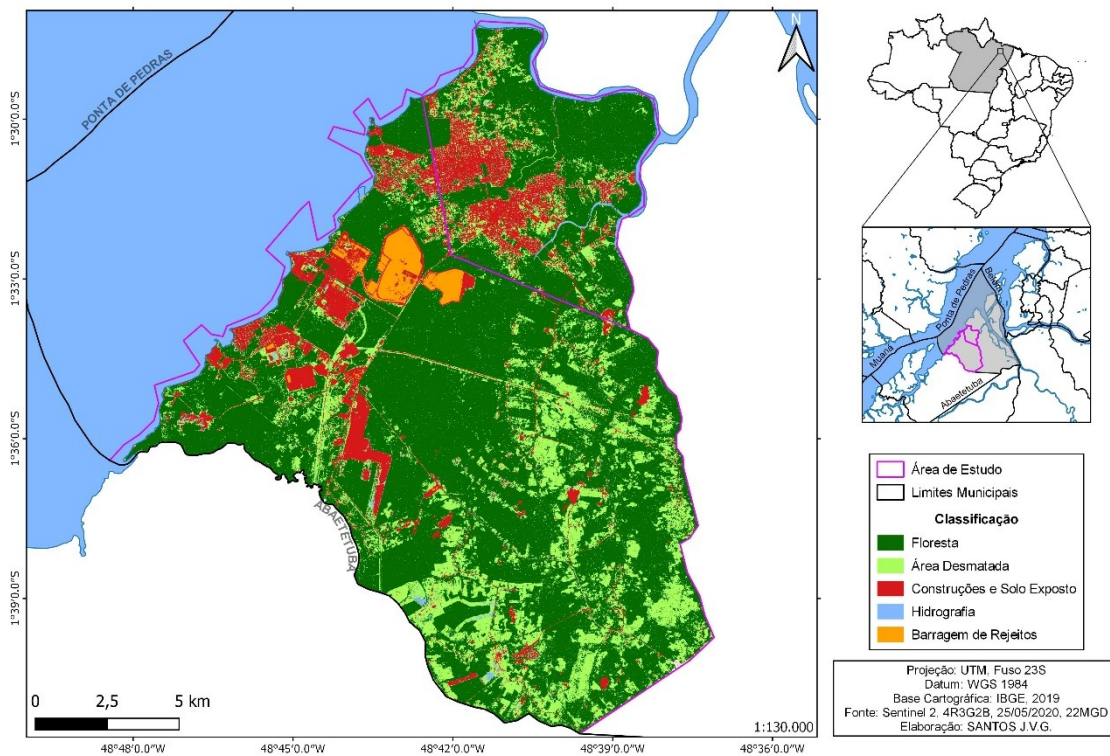 N
PONTA DE PEDRAS
ABAETETUBA
1°30'0.0"S
1°33'0.0"S
1°36'0.0"S
1°39'0.0"S
0 2,5 5 km
1:130.000
48°48'0.0"W 48°45'0.0"W 48°42'0.0"W 48°39'0.0"W 48°36'0.0"W
Ponta de Pedras
Belém
Muaná
Abaetetuba
Área de Estudo
Limites Municipais
Classificação
Floresta
Área Desmatada
Construções e Solo Exposto
Hidrografia
Barragem de Rejeitos
Projeção: UTM, Fuso 23S
Datum: WGS 1984
Base Cartográfica: IBGE, 2019
Fonte: Sentinel 2, 4R3G2B, 25/05/2020, 22MGD
Elaboração: SANTOS J.V.G.